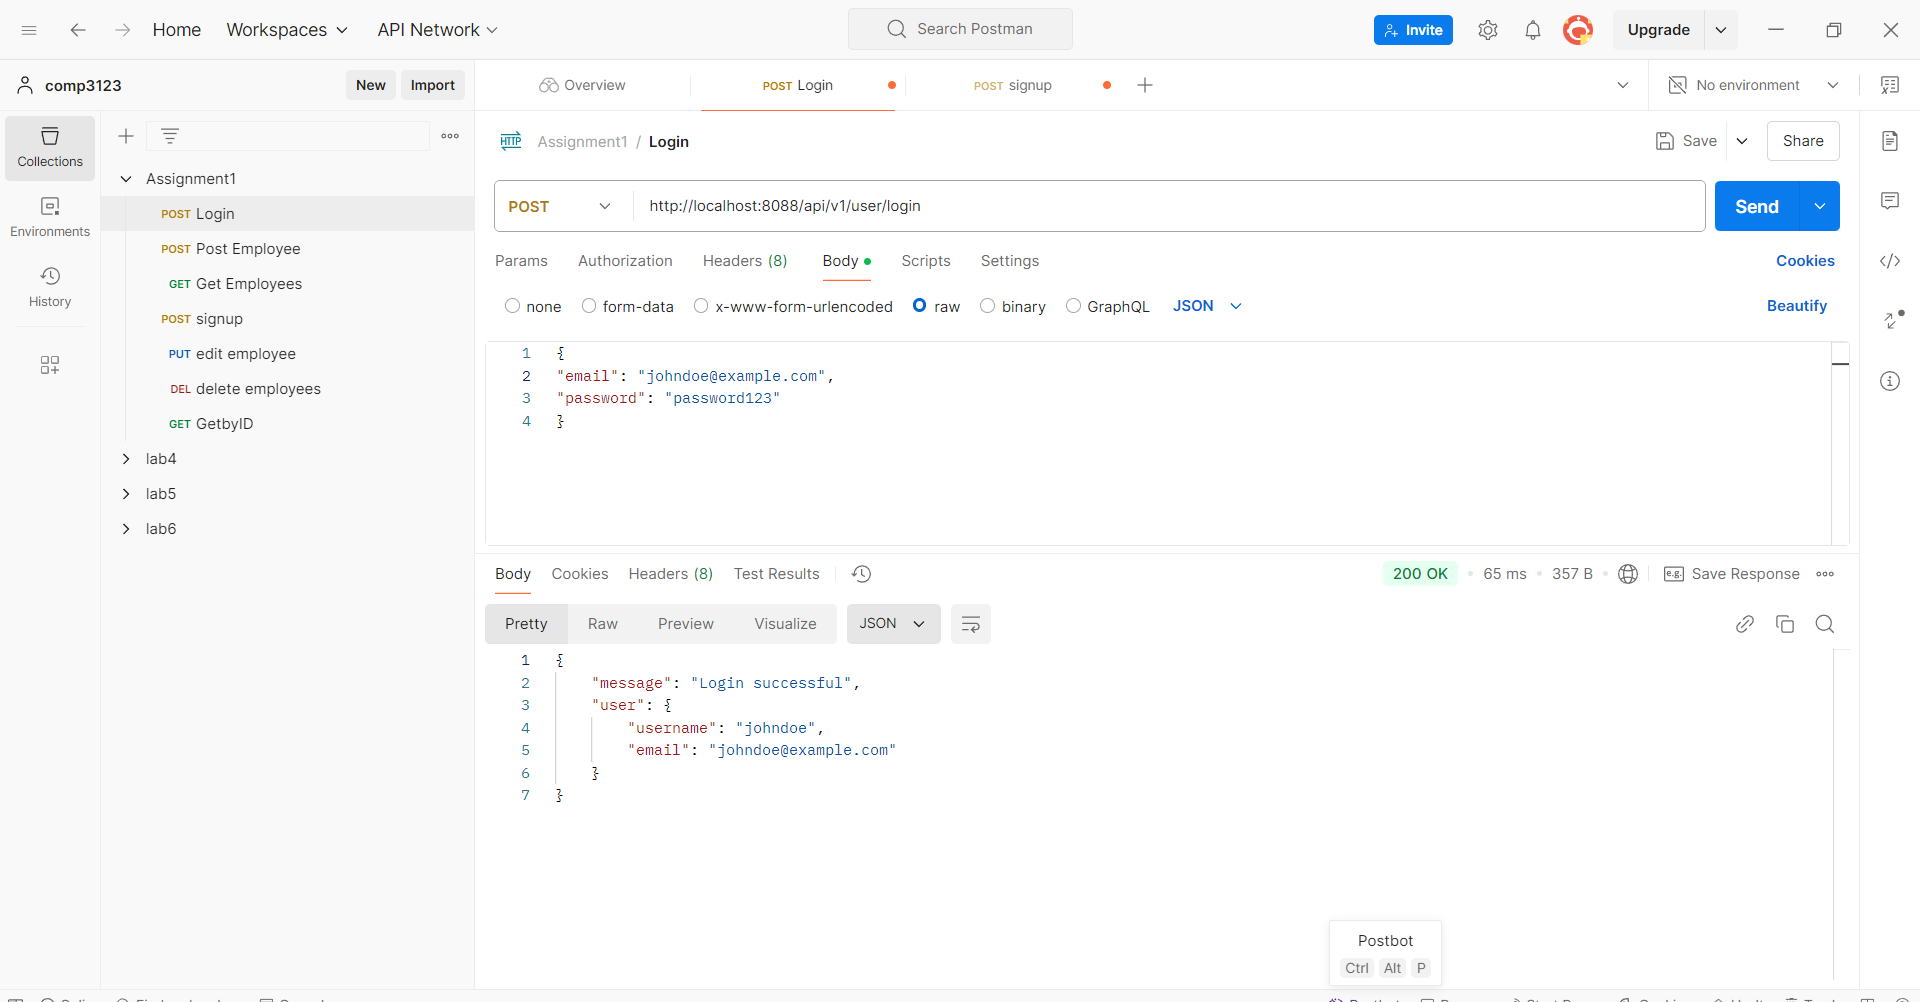 Home Workspaces API Network Search Postman Invite Upgrade
comp3123 New Import Overview POST Login POST signup No environment
Collections
Environments
History
Assignment1
POST Login
POST Post Employee
GET Get Employees
POST signup
PUT edit employee
DEL delete employees
GET GetbyID
lab4
lab5
lab6
HTTP Assignment1 / Login Save Share
POST http://localhost:8088/api/v1/user/login Send
Params Authorization Headers (8) Body Scripts Settings Cookies
none form-data x-www-form-urlencoded raw binary GraphQL JSON Beautify
1 {
2 "email": "johndoe@example.com",
3 "password": "password123"
4 }
Body Cookies Headers (8) Test Results 200 OK 65 ms 357 B e.g. Save Response
Pretty Raw Preview Visualize JSON
1 {
2 "message": "Login successful",
3 "user": {
4 "username": "johndoe",
5 "email": "johndoe@example.com"
6 }
7 }
Postbot
Ctrl Alt P